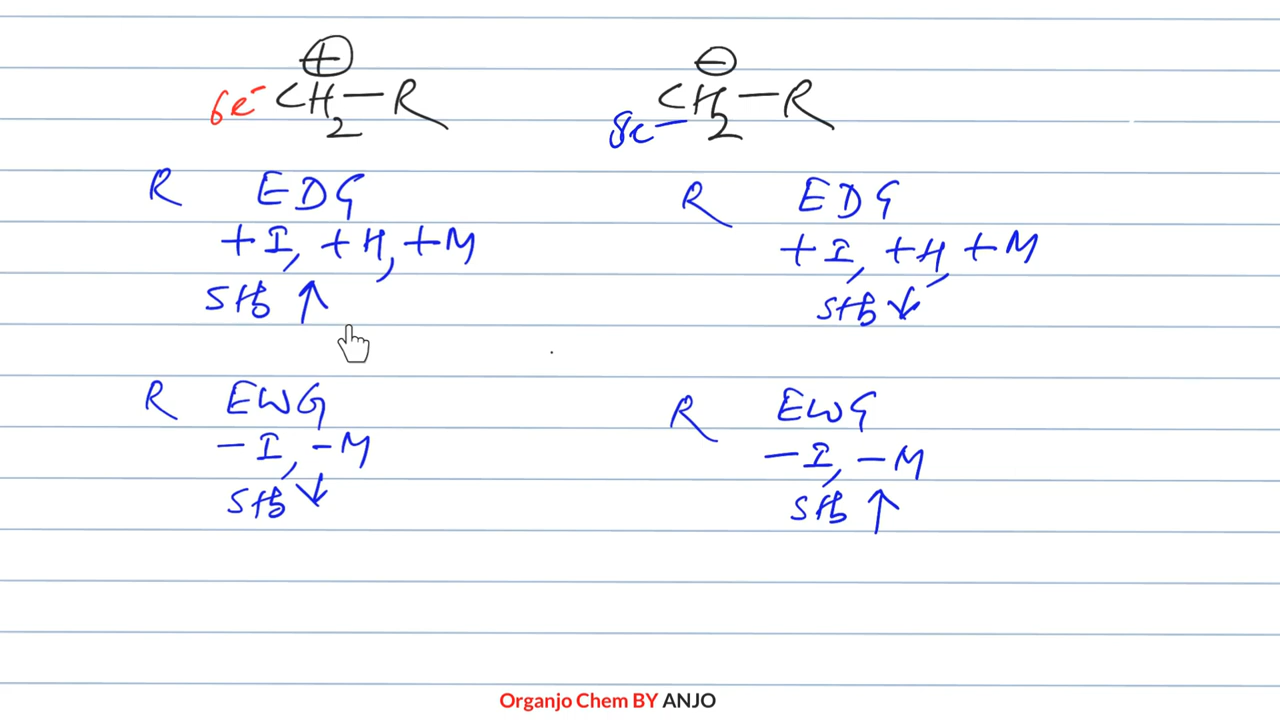 ⊕ ⊖
6e⁻ CH₂—R 8e⁻ CH₂—R
R EDG R EDG
+I, +H, +M +I, +H, +M
Stb ↑ Stb ↓
R EWG R EWG
−I, −M −I, −M
Stb ↓ Stb ↑
Organjo Chem BY ANJO